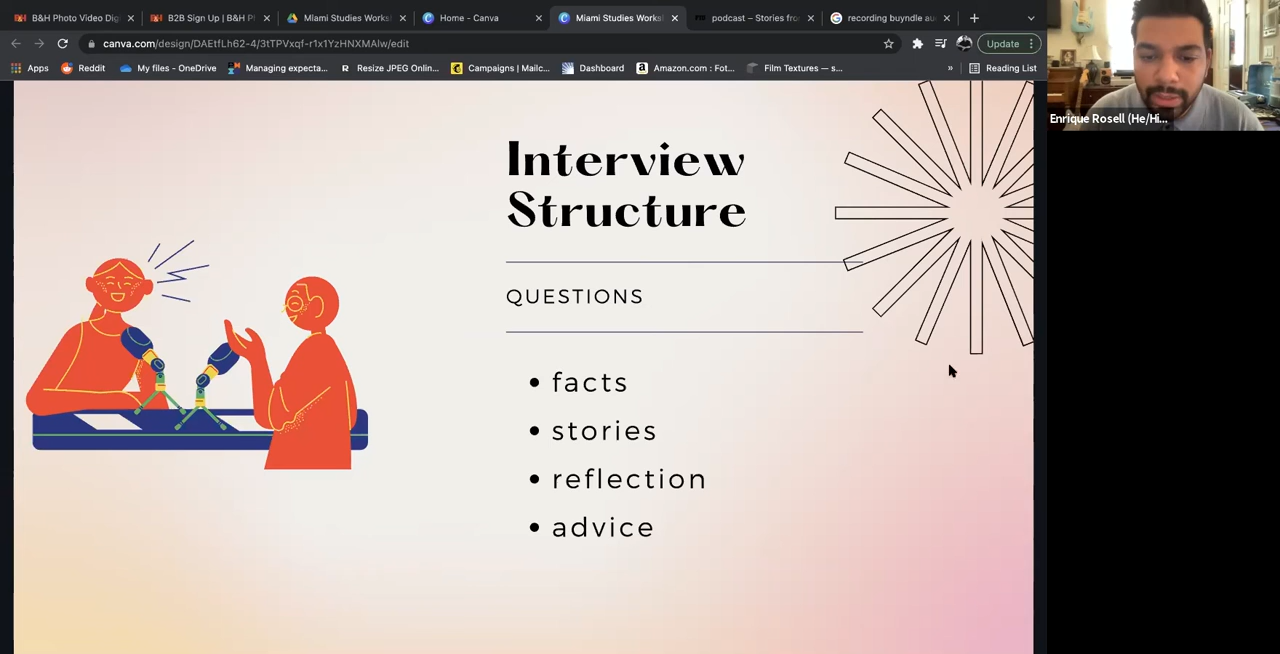 B&H Photo Video Dig
B2B Sign Up | B&H P
Miami Studies Works
Home - Canva
Miami Studies Works
podcast – Stories fro
recording buyndle au
canva.com/design/DAEtfLh62-4/3tTPVxqf-r1x1YzHNXMAlw/edit
Update
Apps
Reddit
My files - OneDrive
Managing expecta...
Resize JPEG Onlin...
Campaigns | Mailc...
Dashboard
Amazon.com : Fot...
Film Textures — s...
»
Reading List
Enrique Rosell (He/Hi...
Interview
Structure
QUESTIONS
• facts
• stories
• reflection
• advice